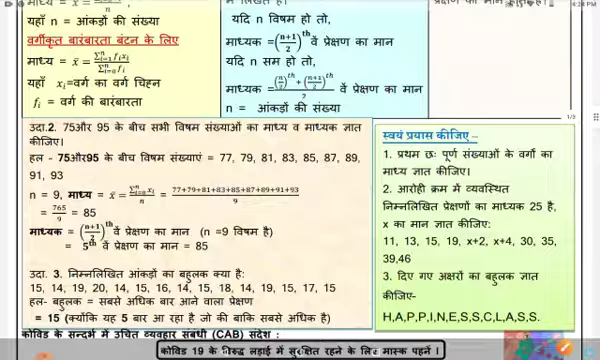 माध्य = x̄ =
n
यहाँ n = आंकड़ों की संख्या
वर्गीकृत बारंबारता बंटन के लिए
माध्य = x̄ = 
यहाँ xᵢ=वर्ग का वर्ग चिह्न
fᵢ = वर्ग की बारंबारता
यदि n विषम हो तो,
माध्यक =((n+1)/2)^th वें प्रेक्षण का मान
यदि n सम हो तो,
माध्यक = ((n/2)^th + ((n+1)/2)^th)/2 वें प्रेक्षण का मान
n = आंकड़ों की संख्या
4:24 PM
1/2
उदा.2. 75और 95 के बीच सभी विषम संख्याओं का माध्य व माध्यक ज्ञात
कीजिए।
हल - 75और95 के बीच विषम संख्याएं = 77, 79, 81, 83, 85, 87, 89,
91, 93
n = 9, माध्य = x̄ = = (77+79+81+83+85+87+89+91+93)/9
= 765/9 = 85
माध्यक = ((n+1)/2)^th वें प्रेक्षण का मान (n =9 विषम है)
= 5^th वें प्रेक्षण का मान = 85
उदा. 3. निम्नलिखित आंकड़ों का बहुलक क्या है:
15, 14, 19, 20, 14, 15, 16, 14, 15, 18, 14, 19, 15, 17, 15
हल- बहुलक = सबसे अधिक बार आने वाला प्रेक्षण
= 15 (क्योंकि यह 5 बार आ रहा है जो की बाकि सबसे अधिक है)
स्वयं प्रयास कीजिए –
1. प्रथम छः पूर्ण संख्याओं के वर्गों का
माध्य ज्ञात कीजिए।
2. आरोही क्रम में व्यवस्थित
निम्नलिखित प्रेक्षणों का माध्यक 25 है,
x का मान ज्ञात कीजिए:
11, 13, 15, 19, x+2, x+4, 30, 35,
39,46
3. दिए गए अक्षरों का बहुलक ज्ञात
कीजिए-
H,A,P,P,I,N,E,S,S,C,L,A,S,S.
कोविड के सन्दर्भ में उचित व्यवहार संबंधी (CAB) संदेश :
कोविड 19 के विरुद्ध लड़ाई में सुरक्षित रहने के लिए मास्क पहनें ।